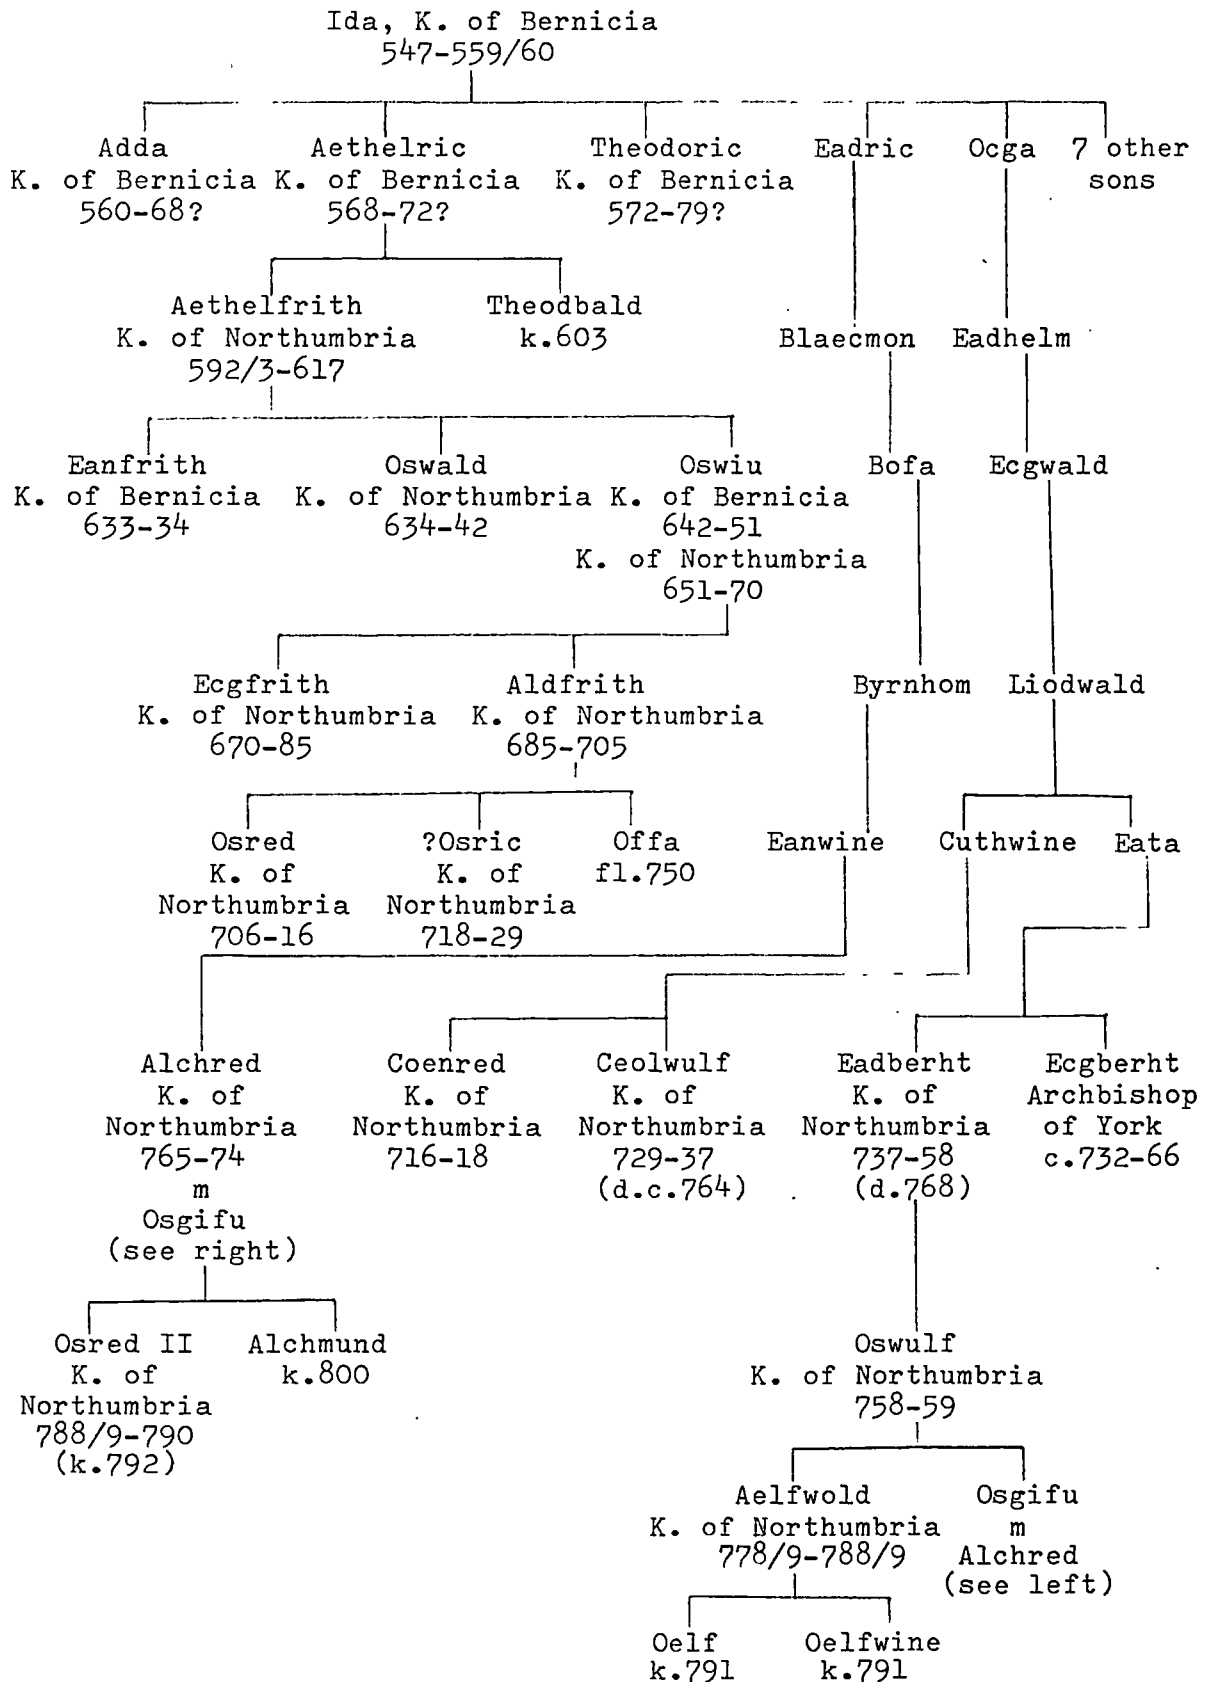 Ida, K. of Bernicia
547-559/60
Adda Aethelric Theodoric Eadric Ocga 7 other
K. of Bernicia K. of Bernicia K. of Bernicia sons
560-68? 568-72? 572-79?
Aethelfrith Theodbald
K. of Northumbria k.603 Blaecmon Eadhelm
592/3-617
Eanfrith Oswald Oswiu Bofa Ecgwald
K. of Bernicia K. of Northumbria K. of Bernicia
633-34 634-42 642-51
K. of Northumbria
651-70
Ecgfrith Aldfrith Byrnhom Liodwald
K. of Northumbria K. of Northumbria
670-85 685-705
Osred ?Osric Offa Eanwine Cuthwine Eata
K. of K. of fl.750
Northumbria Northumbria
706-16 718-29
Alchred Coenred Ceolwulf Eadberht Ecgberht
K. of K. of K. of K. of Archbishop
Northumbria Northumbria Northumbria Northumbria of York
765-74 716-18 729-37 737-58 c.732-66
m (d.c.764) (d.768)
Osgifu
(see right)
Osred II Alchmund Oswulf
K. of k.800 K. of Northumbria
Northumbria 758-59
788/9-790
(k.792)
Aelfwold Osgifu
K. of Northumbria m
778/9-788/9 Alchred
(see left)
Oelf Oelfwine
k.791 k.791